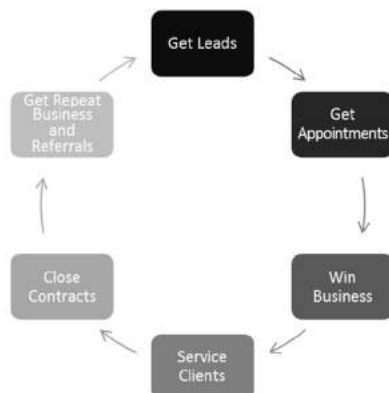 Get Leads
Get
Appointments
Win
Business
Service
Clients
Close
Contracts
Get Repeat
Business
and
Referrals